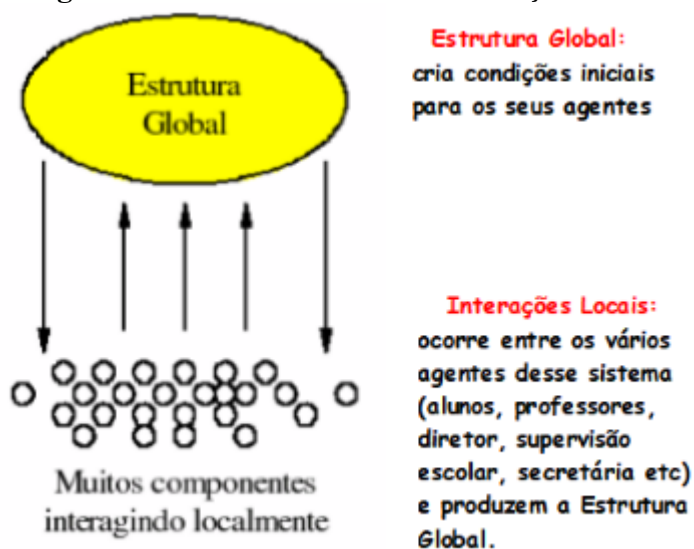 Estrutura
Global
Estrutura Global:
cria condições iniciais
para os seus agentes
Interações Locais:
ocorre entre os vários
agentes desse sistema
(alunos, professores,
diretor, supervisão
escolar, secretária etc)
e produzem a Estrutura
Global.
Muitos componentes
interagindo localmente